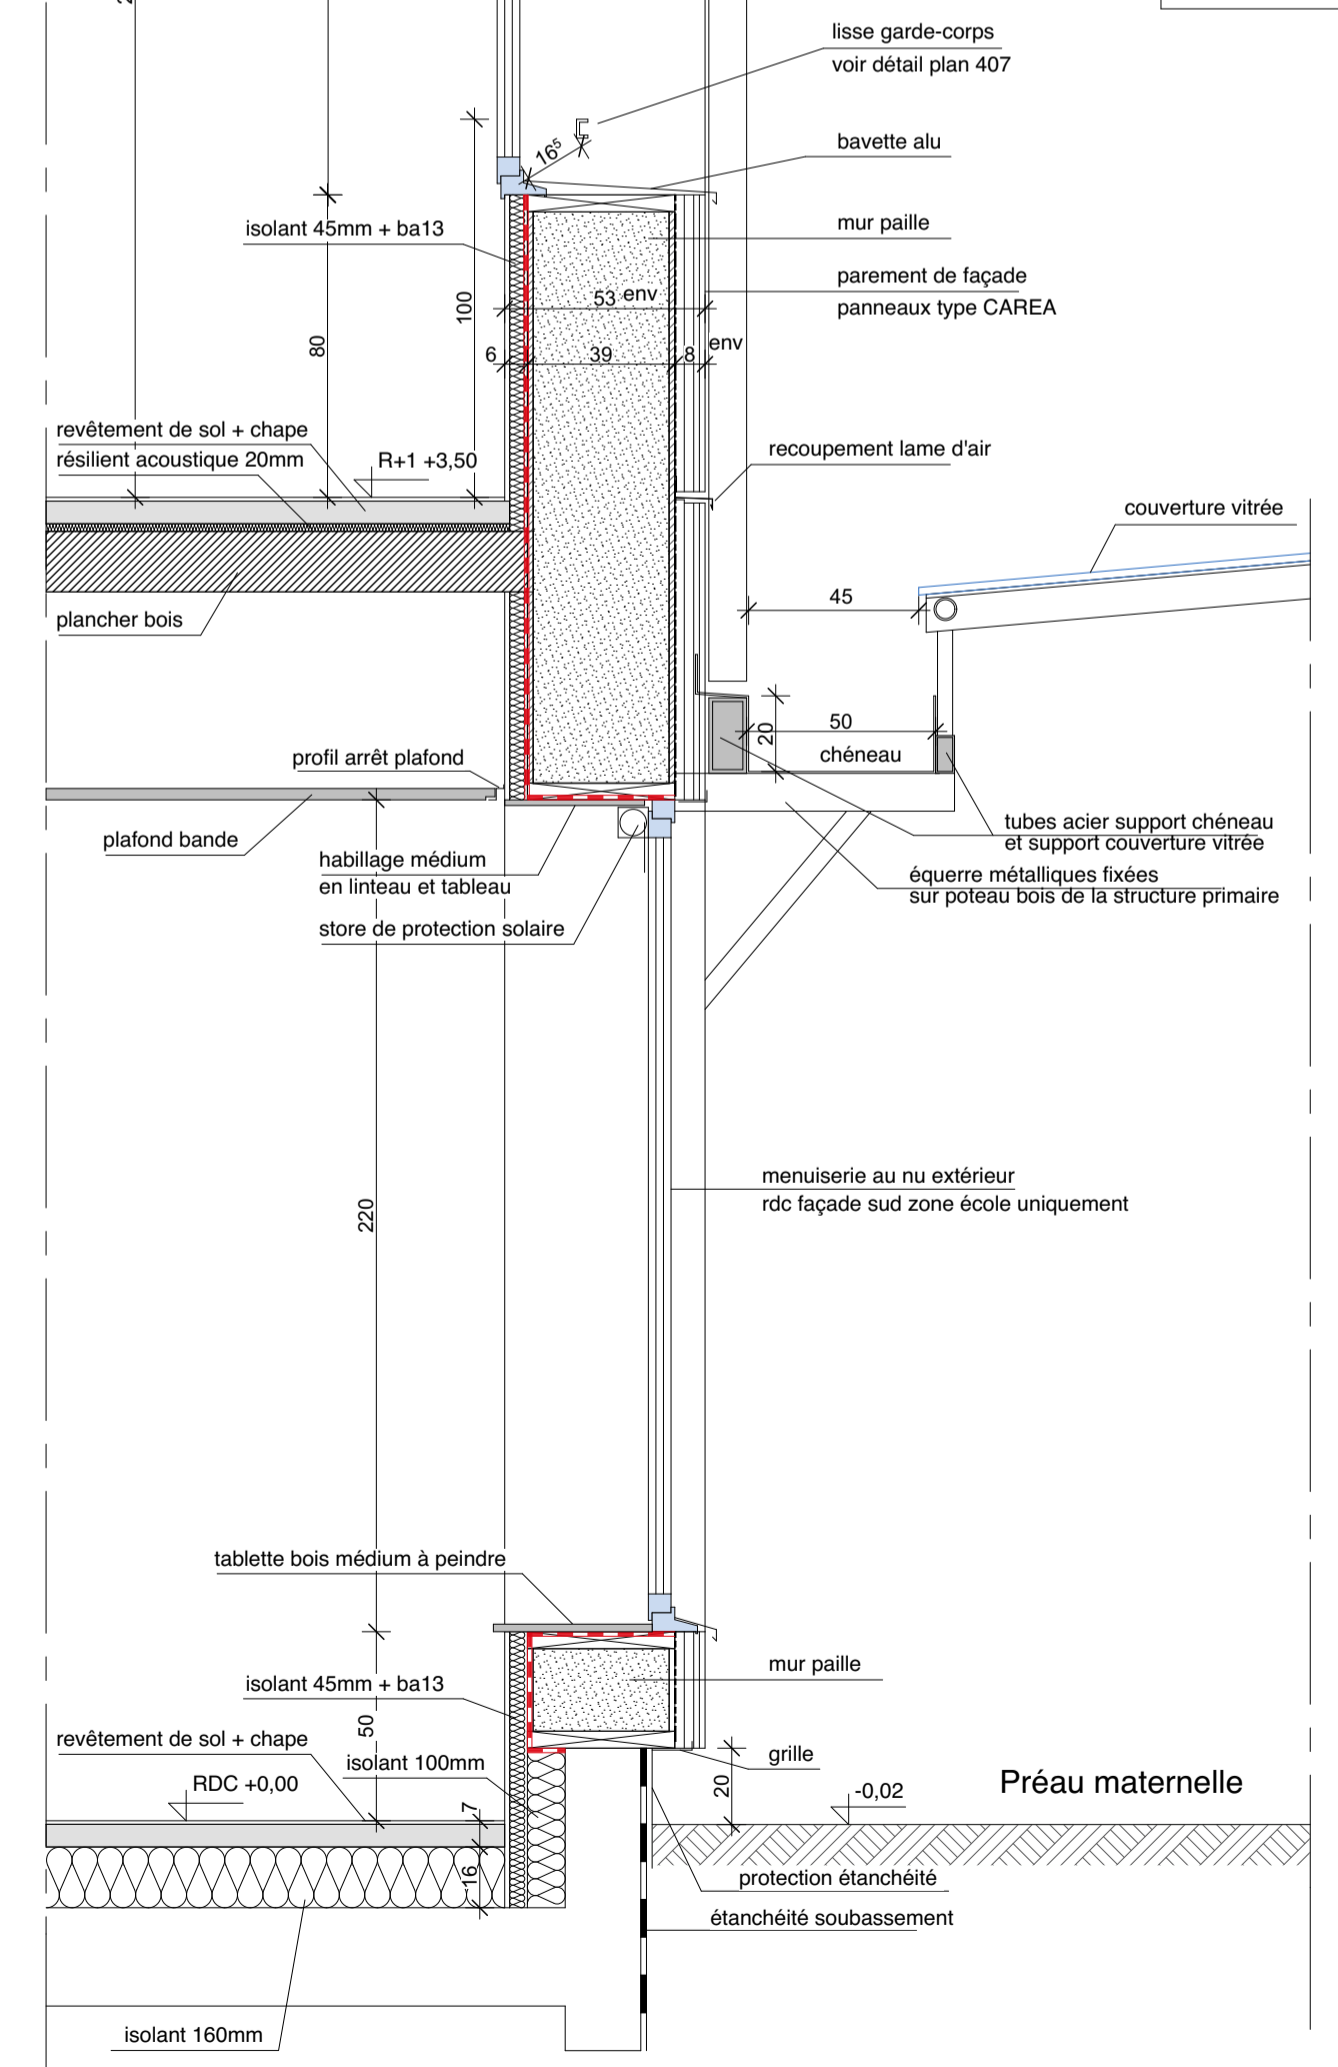 lisse garde-corps
voir détail plan 407
16⁵
bavette alu
isolant 45mm + ba13
mur paille
parement de façade
panneaux type CAREA
53 env
100
80
6
39
8
env
revêtement de sol + chape
résilient acoustique 20mm
R+1 +3,50
recoupement lame d'air
couverture vitrée
45
plancher bois
20
50
chéneau
profil arrêt plafond
plafond bande
habillage médium
en linteau et tableau
store de protection solaire
tubes acier support chéneau
et support couverture vitrée
équerre métalliques fixées
sur poteau bois de la structure primaire
menuiserie au nu extérieur
rdc façade sud zone école uniquement
220
tablette bois médium à peindre
mur paille
isolant 45mm + ba13
50
revêtement de sol + chape
isolant 100mm
grille
RDC +0,00
7
20
-0,02
Préau maternelle
16
protection étanchéité
étanchéité soubassement
isolant 160mm